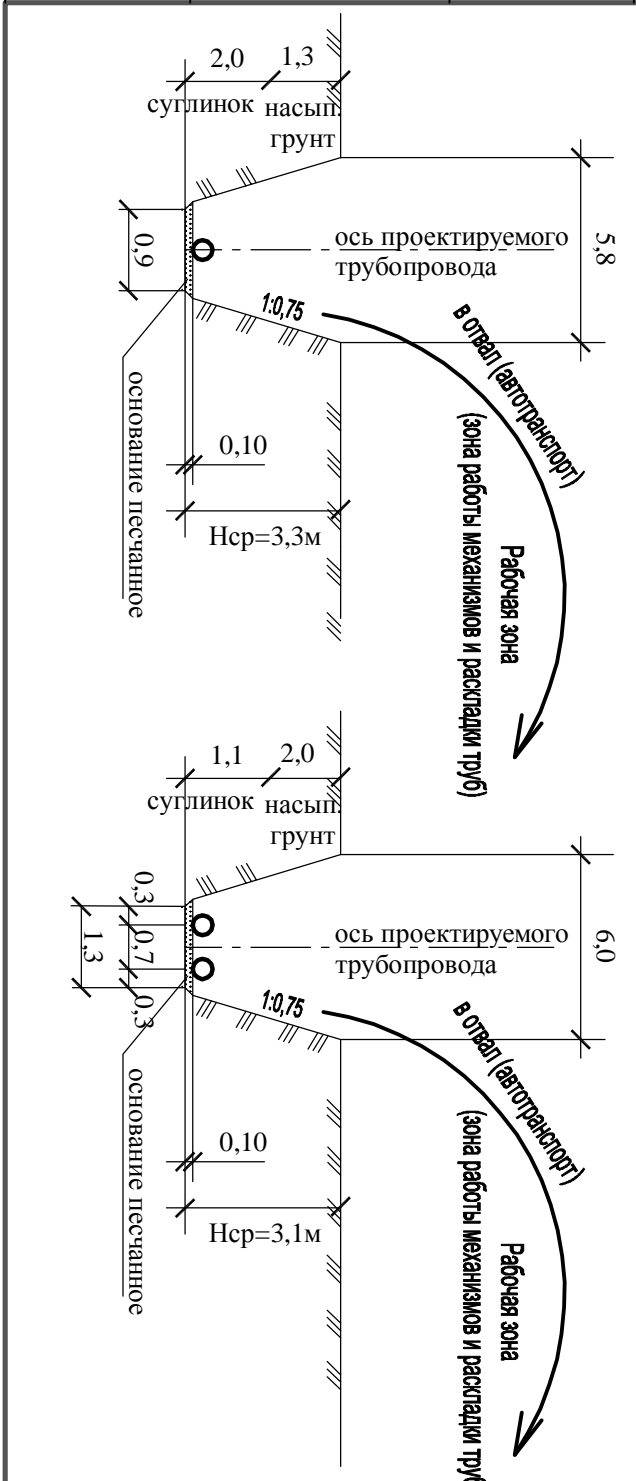 2,0
1,3
суглинок
насып.
грунт
0,9
ось проектируемого
трубопровода
5,8
1:0,75
в отвал (автотранспорт)
Рабочая зона
(зона работы механизмов и раскладки труб)
основание песчанное
0,10
Нср=3,3м
1,1
2,0
суглинок
насып.
грунт
0,3
0,7
0,3
1,3
ось проектируемого
трубопровода
6,0
1:0,75
в отвал (автотранспорт)
Рабочая зона
(зона работы механизмов и раскладки труб
основание песчанное
0,10
Нср=3,1м